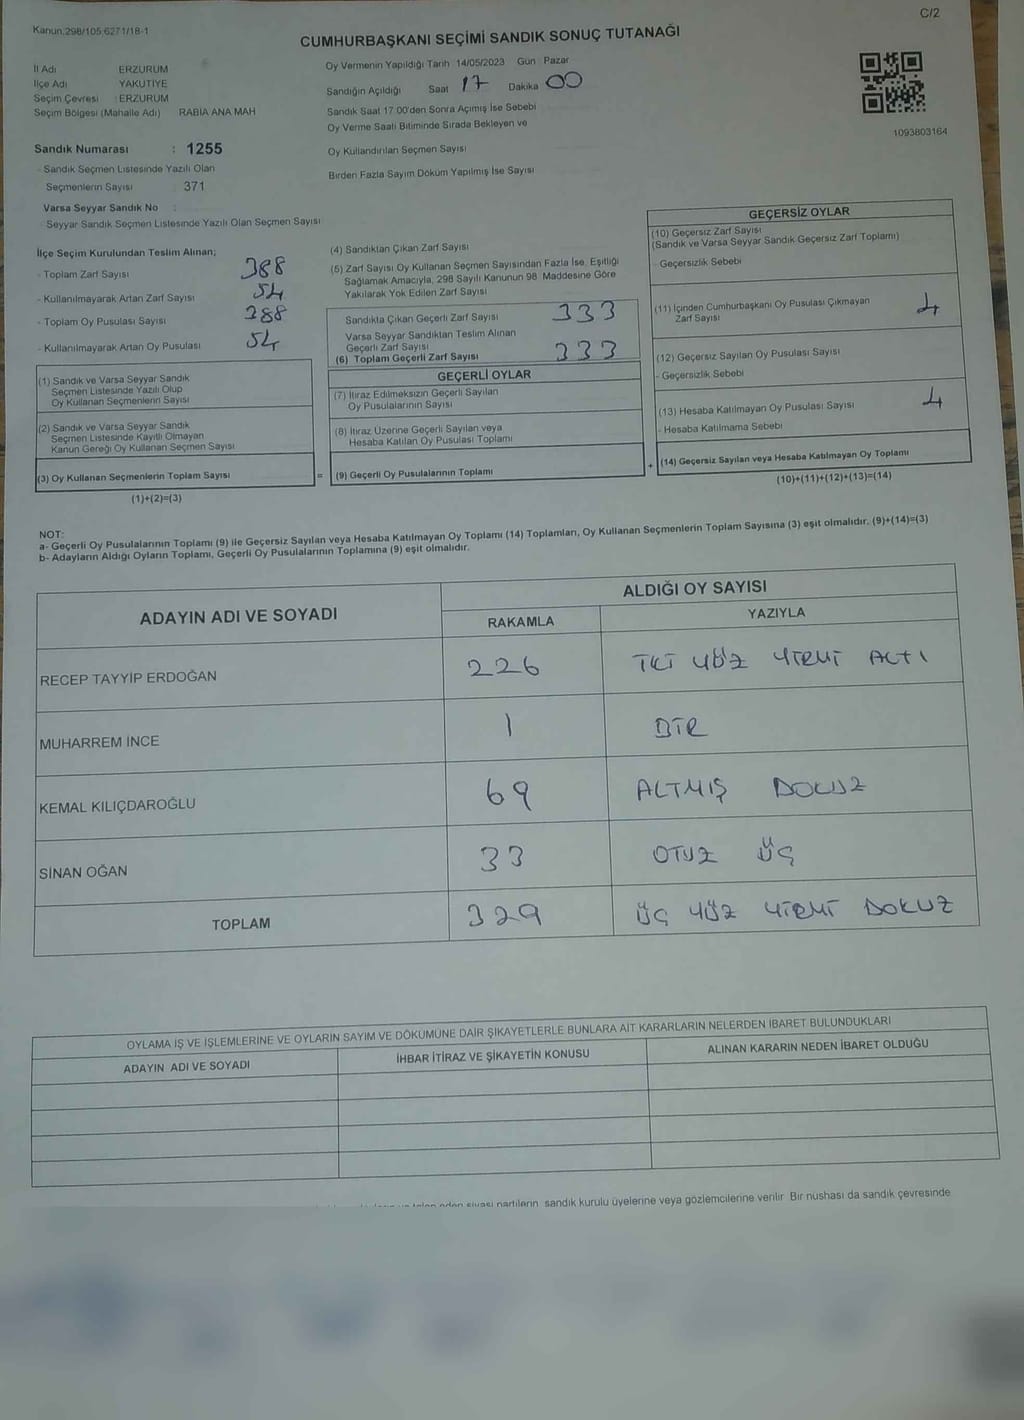 C/2
Kanun:298/105,6271/18-1
CUMHURBAŞKANI SEÇİMİ SANDIK SONUÇ TUTANAĞI
İl Adı ERZURUM
İlçe Adı YAKUTİYE
Seçim Çevresi : ERZURUM
Seçim Bölgesi (Mahalle Adı) RABİA ANA MAH
Oy Vermenin Yapıldığı Tarih 14/05/2023 Gün Pazar
Sandığın Açıldığı Saat 17 Dakika 00
Sandık Saat 17:00'den Sonra Açımış İse Sebebi
Oy Verme Saati Bitiminde Sırada Bekleyen ve
Oy Kullandırılan Seçmen Sayısı
Birden Fazla Sayım Döküm Yapılmış İse Sayısı
1093803164
Sandık Numarası : 1255
- Sandık Seçmen Listesinde Yazılı Olan
Seçmenlerin Sayısı : 371
Varsa Seyyar Sandık No :
- Seyyar Sandık Seçmen Listesinde Yazılı Olan Seçmen Sayısı
İlçe Seçim Kurulundan Teslim Alınan;
- Toplam Zarf Sayısı 388
- Kullanılmayarak Artan Zarf Sayısı 54
- Toplam Oy Pusulası Sayısı 388
- Kullanılmayarak Artan Oy Pusulası 54
(1) Sandık ve Varsa Seyyar Sandık
Seçmen Listesinde Yazılı Olup
Oy Kullanan Seçmenlerin Sayısı
(2) Sandık ve Varsa Seyyar Sandık
Seçmen Listesinde Kayıtlı Olmayan
Kanun Gereği Oy Kullanan Seçmen Sayısı
(3) Oy Kullanan Seçmenlerin Toplam Sayısı
(1)+(2)=(3)
(4) Sandıktan Çıkan Zarf Sayısı
(5) Zarf Sayısı Oy Kullanan Seçmen Sayısından Fazla İse, Eşitliği
Sağlamak Amacıyla, 298 Sayılı Kanunun 98. Maddesine Göre
Yakılarak Yok Edilen Zarf Sayısı
Sandıkta Çıkan Geçerli Zarf Sayısı 333
Varsa Seyyar Sandıktan Teslim Alınan
Geçerli Zarf Sayısı
(6) Toplam Geçerli Zarf Sayısı 333
GEÇERLİ OYLAR
(7) İtiraz Edilmeksizin Geçerli Sayılan
Oy Pusulalarının Sayısı
(8) İtiraz Üzerine Geçerli Sayılan veya
Hesaba Katılan Oy Pusulası Toplamı
= (9) Geçerli Oy Pusulalarının Toplamı
GEÇERSİZ OYLAR
(10) Geçersiz Zarf Sayısı
(Sandık ve Varsa Seyyar Sandık Geçersiz Zarf Toplamı)
- Geçersizlik Sebebi
(11) İçinden Cumhurbaşkanı Oy Pusulası Çıkmayan
Zarf Sayısı 4
(12) Geçersiz Sayılan Oy Pusulası Sayısı
- Geçersizlik Sebebi
(13) Hesaba Katılmayan Oy Pusulası Sayısı 4
- Hesaba Katılmama Sebebi
+ (14) Geçersiz Sayılan veya Hesaba Katılmayan Oy Toplamı
(10)+(11)+(12)+(13)=(14)
NOT:
a- Geçerli Oy Pusulalarının Toplamı (9) ile Geçersiz Sayılan veya Hesaba Katılmayan Oy Toplamı (14) Toplamları, Oy Kullanan Seçmenlerin Toplam Sayısına (3) eşit olmalıdır. (9)+(14)=(3)
b- Adayların Aldığı Oyların Toplamı, Geçerli Oy Pusulalarının Toplamına (9) eşit olmalıdır.
ADAYIN ADI VE SOYADI
ALDIĞI OY SAYISI
RAKAMLA YAZIYLA
RECEP TAYYİP ERDOĞAN 226 İKİ YÜZ YİRMİ ALTI
MUHARREM İNCE 1 BİR
KEMAL KILIÇDAROĞLU 69 ALTMIŞ DOKUZ
SİNAN OĞAN 33 OTUZ ÜÇ
TOPLAM 329 ÜÇ YÜZ YİRMİ DOKUZ
OYLAMA İŞ VE İŞLEMLERİNE VE OYLARIN SAYIM VE DÖKÜMÜNE DAİR ŞİKAYETLERLE BUNLARA AİT KARARLARIN NELERDEN İBARET BULUNDUKLARI
ADAYIN ADI VE SOYADI İHBAR İTİRAZ VE ŞİKAYETİN KONUSU ALINAN KARARIN NEDEN İBARET OLDUĞU
eden siyasi partilerin, sandık kurulu üyelerine veya gözlemcilerine verilir. Bir nüshası da sandık çevresinde